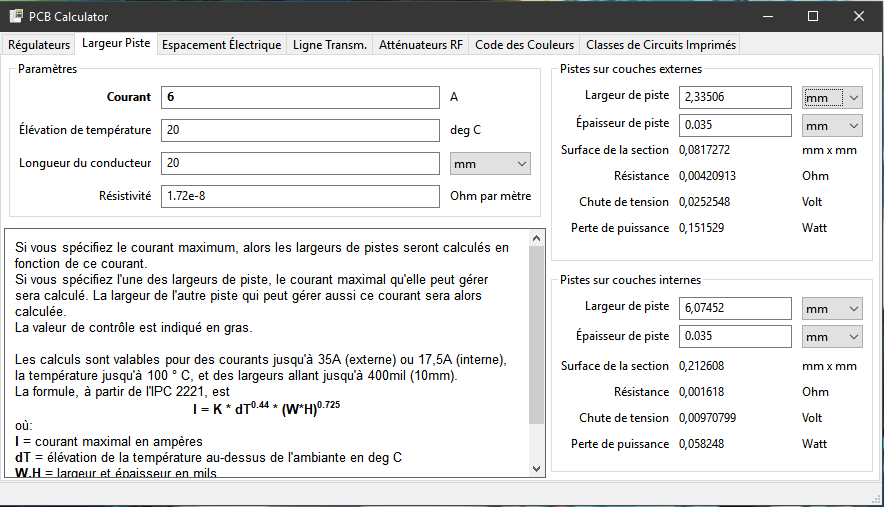 PCB Calculator
Régulateurs
Largeur Piste
Espacement Électrique
Ligne Transm.
Atténuateurs RF
Code des Couleurs
Classes de Circuits Imprimés
Paramètres
Courant 6 A
Élévation de température 20 deg C
Longueur du conducteur 20 mm
Résistivité 1.72e-8 Ohm par mètre
Si vous spécifiez le courant maximum, alors les largeurs de pistes seront calculés en
fonction de ce courant.
Si vous spécifiez l'une des largeurs de piste, le courant maximal qu'elle peut gérer
sera calculé. La largeur de l'autre piste qui peut gérer aussi ce courant sera alors
calculée.
La valeur de contrôle est indiqué en gras.
Les calculs sont valables pour des courants jusqu'à 35A (externe) ou 17,5A (interne),
la température jusqu'à 100 ° C, et des largeurs allant jusqu'à 400mil (10mm).
La formule, à partir de l'IPC 2221, est
I = K * dT0.44 * (W*H)0.725
où:
I = courant maximal en ampères
dT = élévation de la température au-dessus de l'ambiante en deg C
W,H = largeur et épaisseur en mils
Pistes sur couches externes
Largeur de piste 2,33506 mm
Épaisseur de piste 0.035 mm
Surface de la section 0,0817272 mm x mm
Résistance 0,00420913 Ohm
Chute de tension 0,0252548 Volt
Perte de puissance 0,151529 Watt
Pistes sur couches internes
Largeur de piste 6,07452 mm
Épaisseur de piste 0.035 mm
Surface de la section 0,212608 mm x mm
Résistance 0,001618 Ohm
Chute de tension 0,00970799 Volt
Perte de puissance 0,058248 Watt